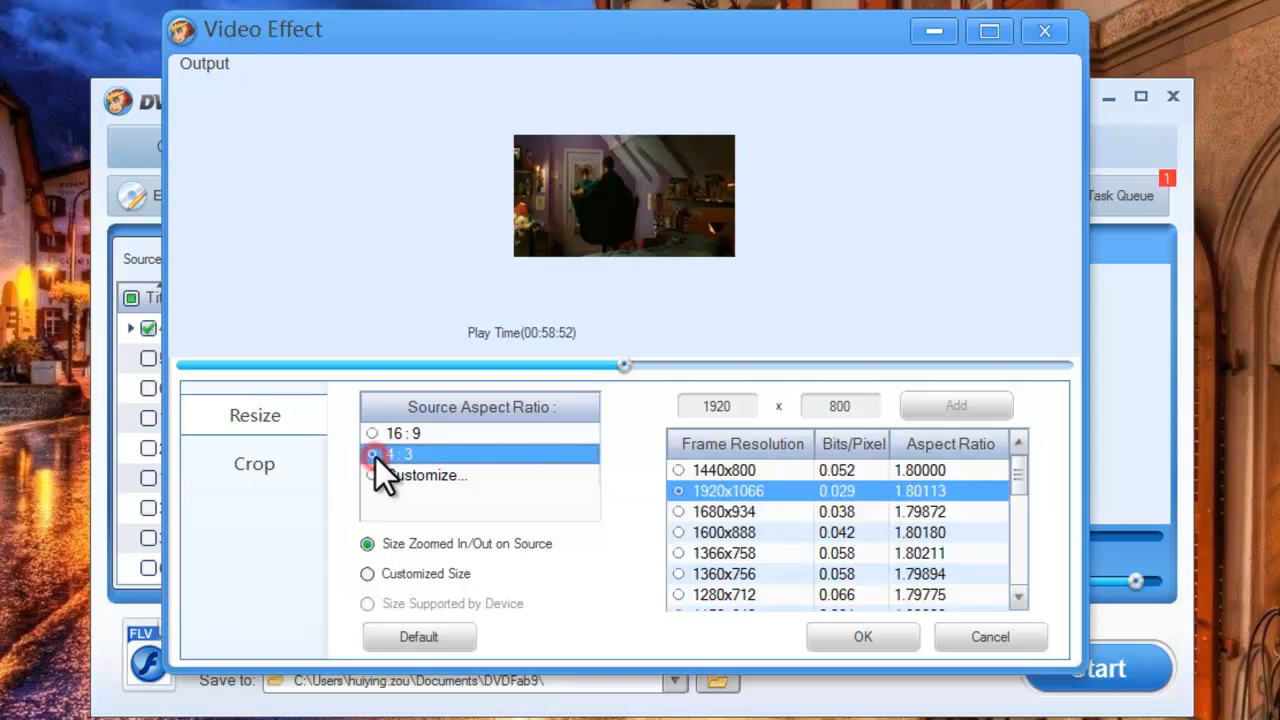 Video Effect
Output
DV
Play Time(00:58:52)
E
Task Queue
1
Source
Tit
Resize
Crop
Source Aspect Ratio :
16 : 9
4 : 3
Customize...
Size Zoomed In/Out on Source
Customized Size
Size Supported by Device
Default
1920 x 800 Add
Frame Resolution Bits/Pixel Aspect Ratio
1440x800 0.052 1.80000
1920x1066 0.029 1.80113
1680x934 0.038 1.79872
1600x888 0.042 1.80180
1366x758 0.058 1.80211
1360x756 0.058 1.79894
1280x712 0.066 1.79775
OK Cancel
FLV
Save to: C:\Users\huiying.zou\Documents\DVDFab9\
Start